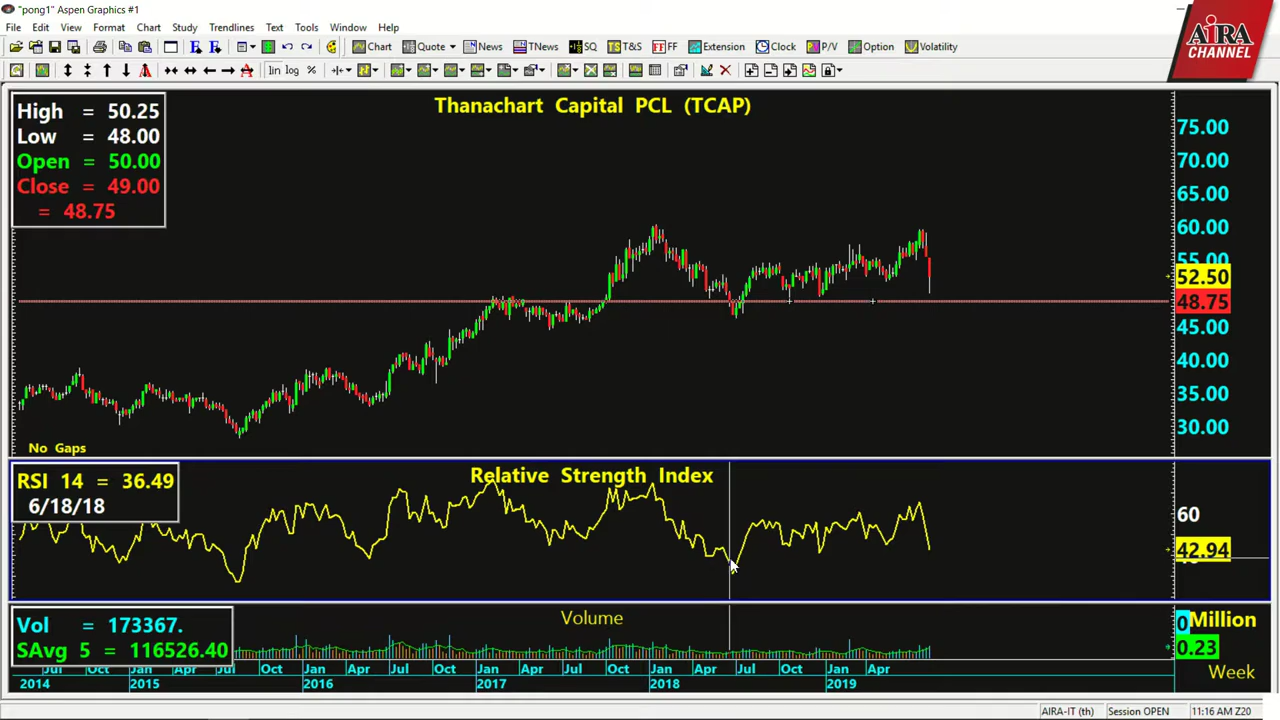 "pong1" Aspen Graphics #1
File Edit View Format Chart Study Trendlines Text Tools Window Help
Chart Quote News TNews SQ T&S FF Extension Clock P/V Option Volatility
lin log %
AIRA
CHANNEL
Thanachart Capital PCL (TCAP)
High = 50.25
Low = 48.00
Open = 50.00
Close = 49.00
= 48.75
75.00
70.00
65.00
60.00
55.00
52.50
48.75
45.00
40.00
35.00
30.00
No Gaps
Relative Strength Index
RSI 14 = 36.49
6/18/18
60
42.94
Volume
Vol = 173367.
SAvg 5 = 116526.40
0 Million
0.23
Jul Oct Jan Apr Jul Oct Jan Apr Jul Oct Jan Apr Jul Oct Jan Apr Jul Oct Jan Apr
2014 2015 2016 2017 2018 2019
Week
AIRA-IT (th) Session OPEN 11:16 AM Z20